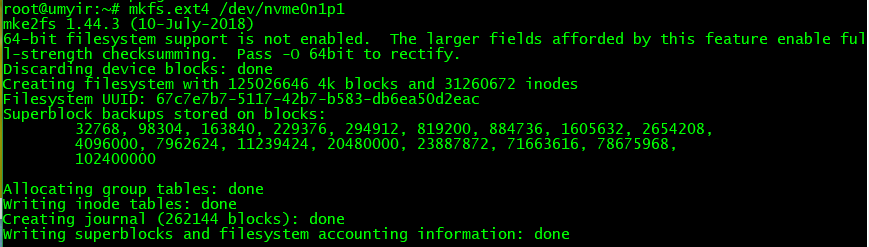 root@umyir:~# mkfs.ext4 /dev/nvme0n1p1
mke2fs 1.44.3 (10-July-2018)
64-bit filesystem support is not enabled.  The larger fields afforded by this feature enable ful
l-strength checksumming.  Pass -O 64bit to rectify.
Discarding device blocks: done
Creating filesystem with 125026646 4k blocks and 31260672 inodes
Filesystem UUID: 67c7e7b7-5117-42b7-b583-db6ea50d2eac
Superblock backups stored on blocks:
        32768, 98304, 163840, 229376, 294912, 819200, 884736, 1605632, 2654208,
        4096000, 7962624, 11239424, 20480000, 23887872, 71663616, 78675968,
        102400000

Allocating group tables: done
Writing inode tables: done
Creating journal (262144 blocks): done
Writing superblocks and filesystem accounting information: done